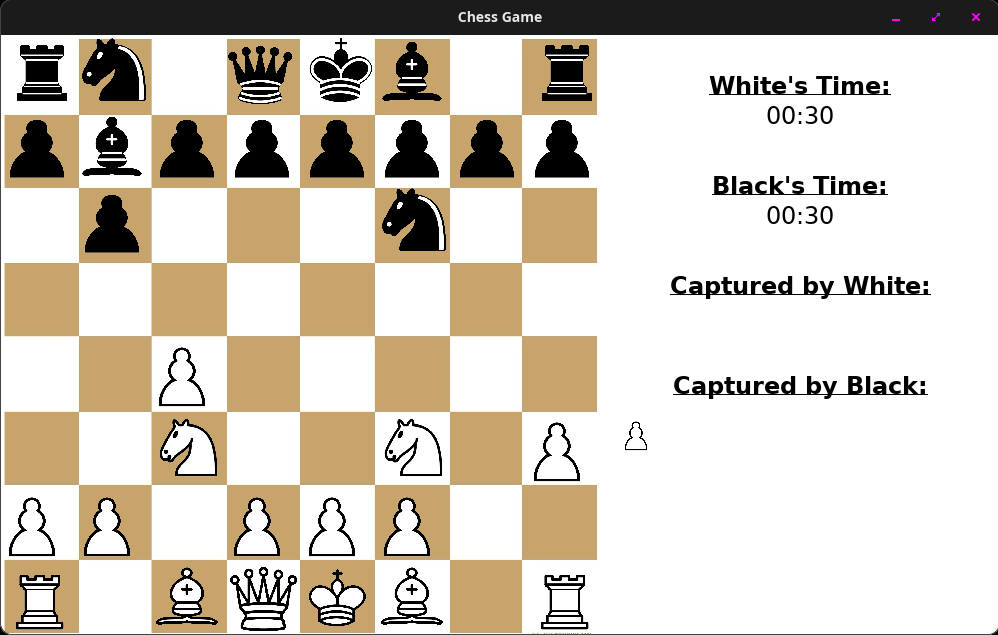 Chess Game
White's Time:
00:30
Black's Time:
00:30
Captured by White:
Captured by Black: